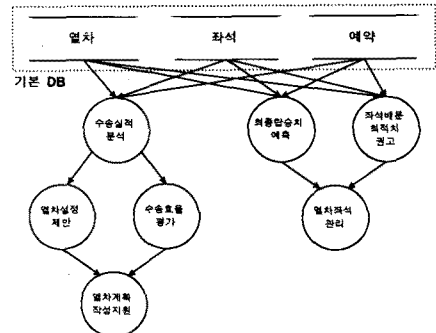 열차 좌석 예약
기본 DB
수송실적
분석
최종탑승치
예측
좌석배분
최적치
권고
열차설정
제안
수송효율
평가
열차좌석
관리
열차계획
작성지원